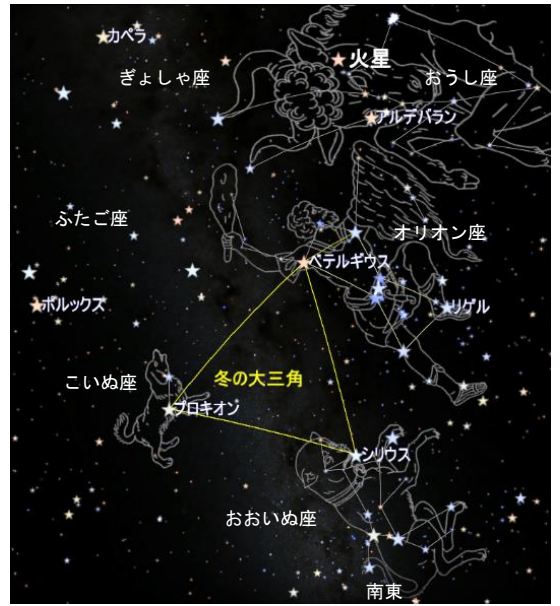 カペラ
火星
ぎょしゃ座
おうし座
アルデバラン
ふたご座
オリオン座
ベテルギウス
ポルックス
リゲル
こいぬ座
冬の大三角
プロキオン
シリウス
おおいぬ座
南東